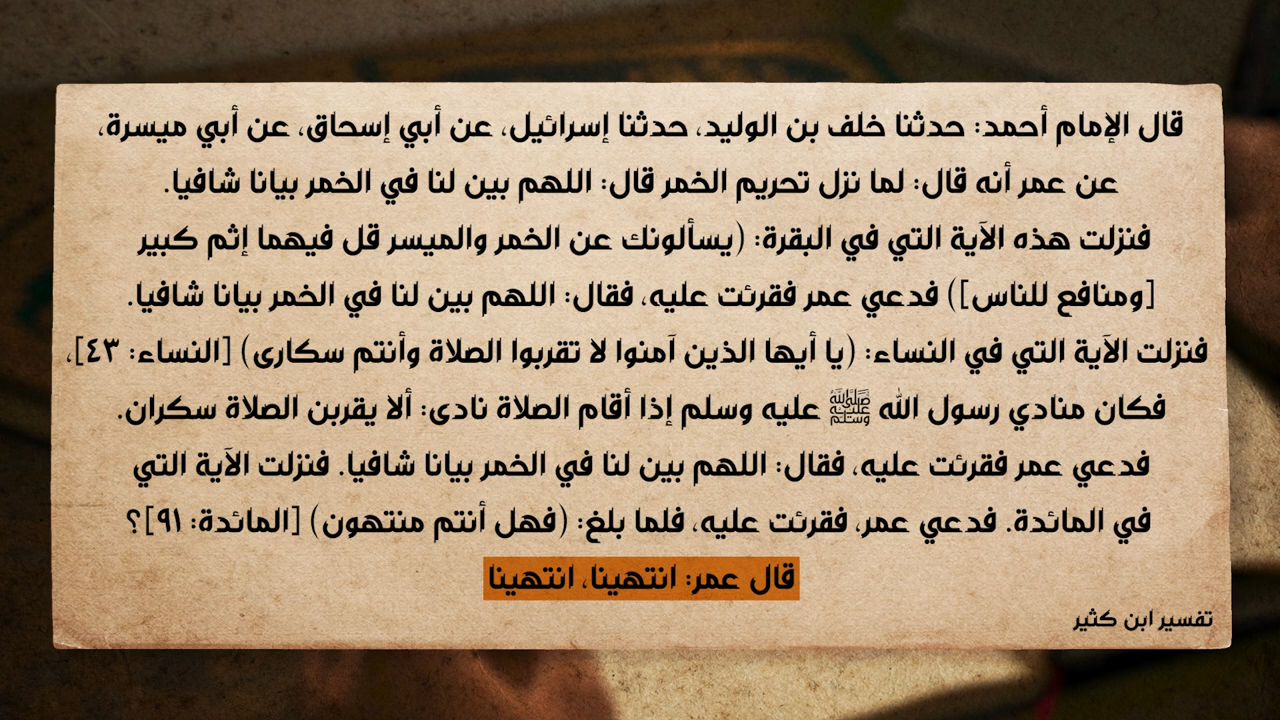 قال الإمام أحمد: حدثنا خلف بن الوليد، حدثنا إسرائيل، عن أبي إسحاق، عن أبي ميسرة،
عن عمر أنه قال: لما نزل تحريم الخمر قال: اللهم بين لنا في الخمر بيانا شافيا.
فنزلت هذه الآية التي في البقرة: (يسألونك عن الخمر والميسر قل فيهما إثم كبير
[ومنافع للناس]) فدعي عمر فقرئت عليه، فقال: اللهم بين لنا في الخمر بيانا شافيا.
فنزلت الآية التي في النساء: (يا أيها الذين آمنوا لا تقربوا الصلاة وأنتم سكارى) [النساء: ٤٣]،
فكان منادي رسول الله ﷺ عليه وسلم إذا أقام الصلاة نادى: ألا يقربن الصلاة سكران.
فدعي عمر فقرئت عليه، فقال: اللهم بين لنا في الخمر بيانا شافيا. فنزلت الآية التي
في المائدة. فدعي عمر، فقرئت عليه، فلما بلغ: (فهل أنتم منتهون) [المائدة: ٩١]؟
قال عمر: انتهينا، انتهينا
تفسير ابن كثير